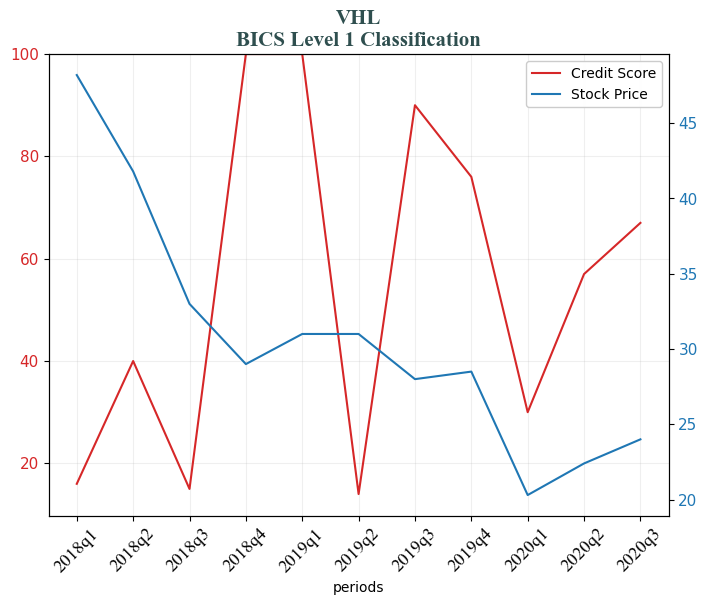 VHL
BICS Level 1 Classification
100
80
60
40
20
Credit Score
Stock Price
45
40
35
30
25
20
2018q1
2018q2
2018q3
2018q4
2019q1
2019q2
2019q3
2019q4
2020q1
2020q2
2020q3
periods